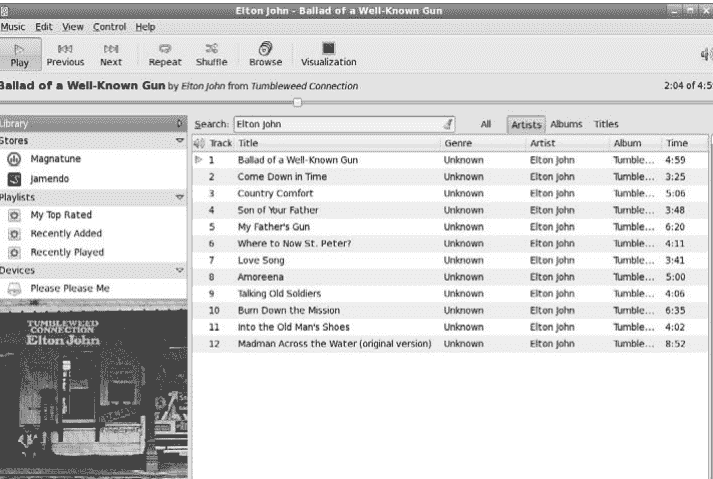 Elton John - Ballad of a Well-Known Gun
Music Edit View Control Help
Play Previous Next Repeat Shuffle Browse Visualization
Ballad of a Well-Known Gun by Elton John from Tumbleweed Connection 2:04 of 4:59
Library
Stores
Magnatune
Jamendo
Playlists
My Top Rated
Recently Added
Recently Played
Devices
Please Please Me
TUMBLEWEED
CONNECTION
Elton John
Search: Elton John All Artists Albums Titles
Track Title Genre Artist Album Time
1 Ballad of a Well-Known Gun Unknown Elton John Tumble... 4:59
2 Come Down in Time Unknown Elton John Tumble... 3:25
3 Country Comfort Unknown Elton John Tumble... 5:06
4 Son of Your Father Unknown Elton John Tumble... 3:48
5 My Father's Gun Unknown Elton John Tumble... 6:20
6 Where to Now St. Peter? Unknown Elton John Tumble... 4:11
7 Love Song Unknown Elton John Tumble... 3:41
8 Amoreena Unknown Elton John Tumble... 5:00
9 Talking Old Soldiers Unknown Elton John Tumble... 4:06
10 Burn Down the Mission Unknown Elton John Tumble... 6:35
11 Into the Old Man's Shoes Unknown Elton John Tumble... 4:02
12 Madman Across the Water (original version) Unknown Elton John Tumble... 8:52